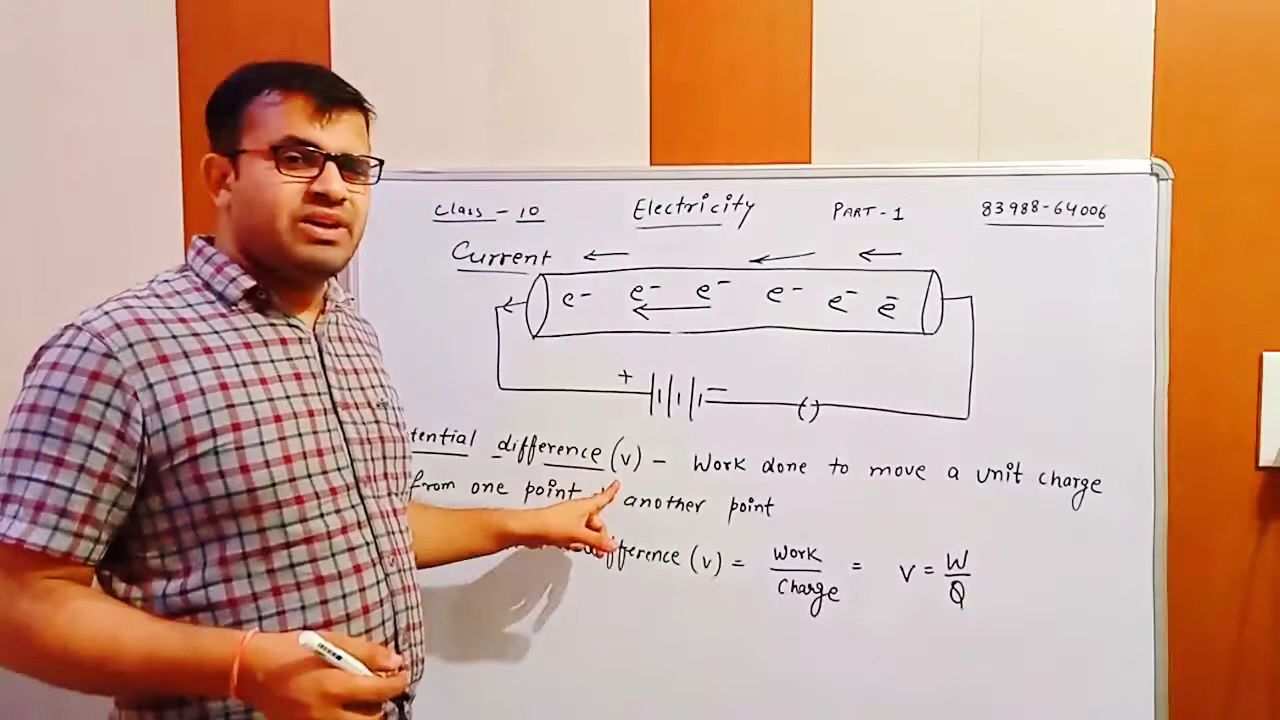 Class - 10 Electricity PART - 1 83988-64006
Current
e- e- e- e- e- e-
+ -
tential difference (v) - Work done to move a unit charge
from one point another point
fference (v) = Work / Charge = v = W / Q